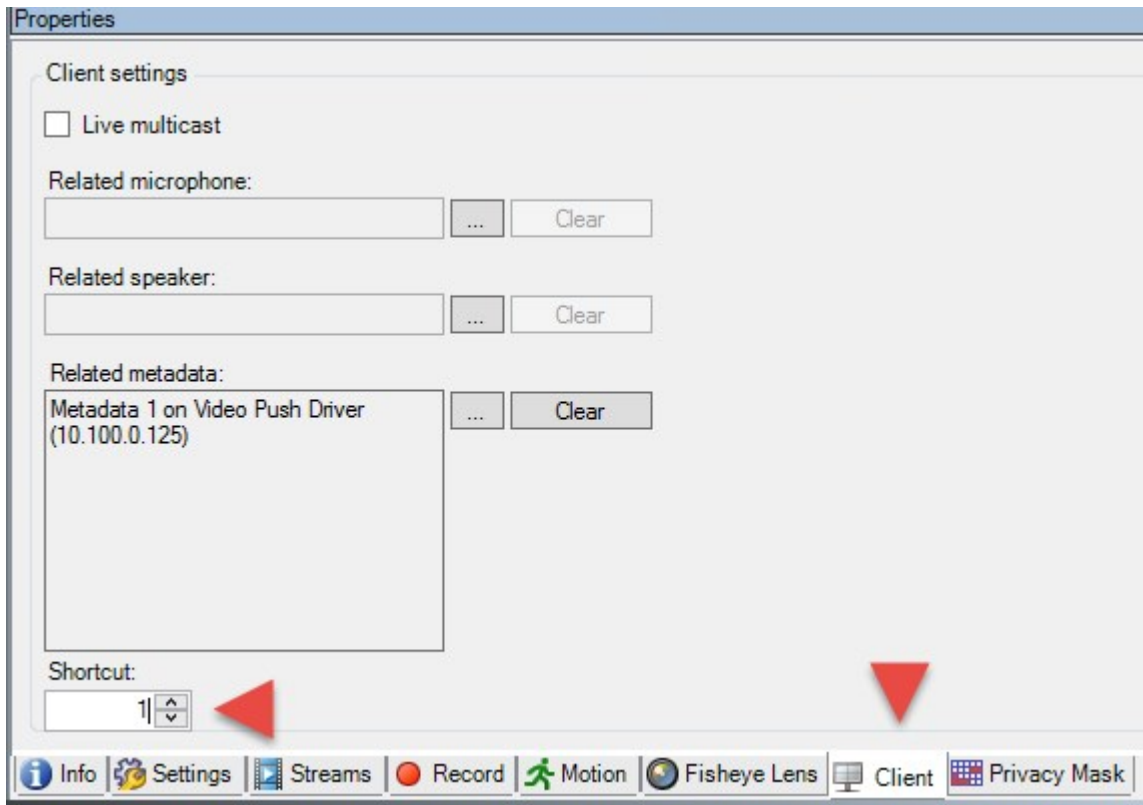 Properties
Client settings
Live multicast
Related microphone:
... Clear
Related speaker:
... Clear
Related metadata:
Metadata 1 on Video Push Driver
(10.100.0.125)
... Clear
Shortcut:
1
Info Settings Streams Record Motion Fisheye Lens Client Privacy Mask